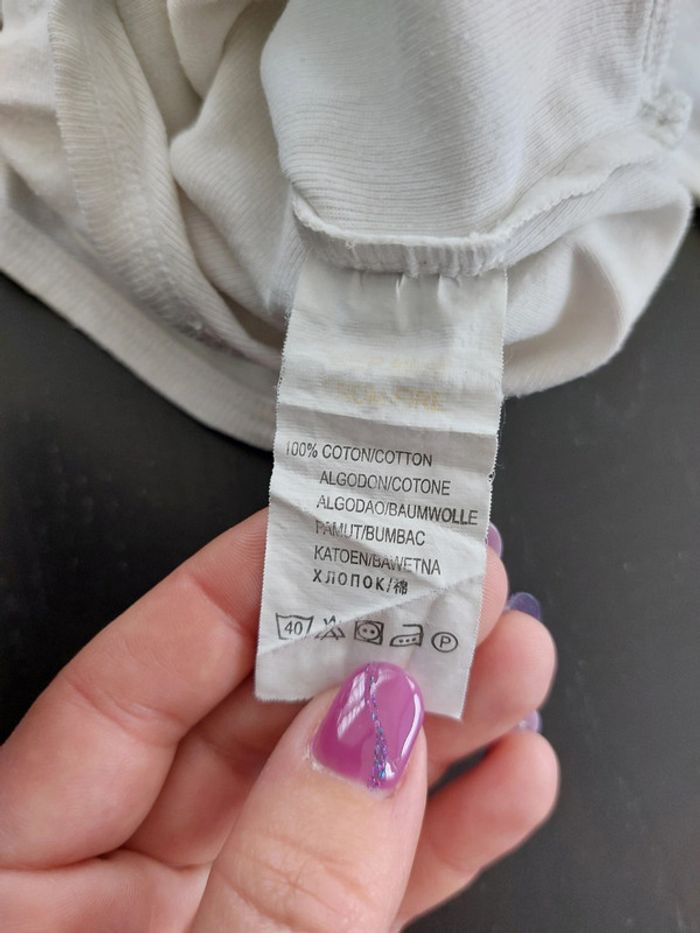 100% COTON/COTTON
ALGODON/COTONE
ALGODAO/BAUMWOLLE
PAMUT/BUMBAC
KATOEN/BAWETNA
ХЛОПОК/棉
40
P